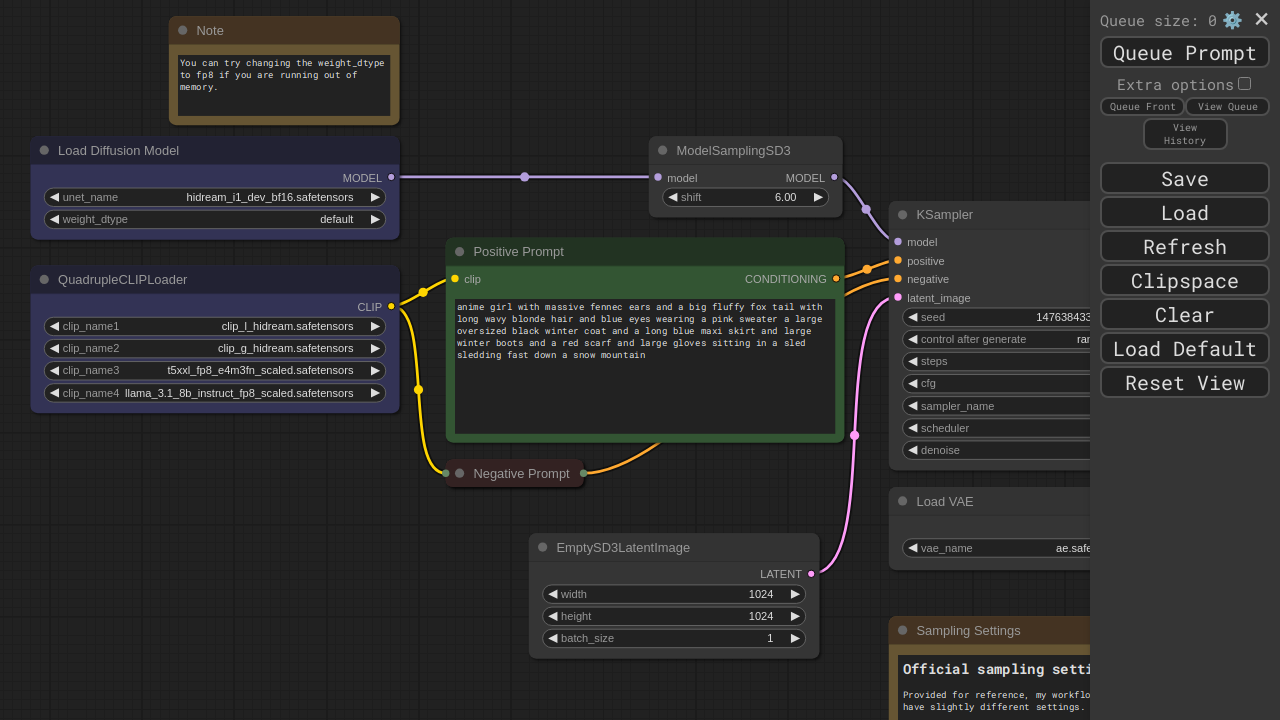 Note
You can try changing the weight_dtype
to fp8 if you are running out of
memory.
Load Diffusion Model
MODEL
unet_name hidream_i1_dev_bf16.safetensors
weight_dtype default
QuadrupleCLIPLoader
CLIP
clip_name1 clip_l_hidream.safetensors
clip_name2 clip_g_hidream.safetensors
clip_name3 t5xxl_fp8_e4m3fn_scaled.safetensors
clip_name4 llama_3.1_8b_instruct_fp8_scaled.safetensors
ModelSamplingSD3
model MODEL
shift 6.00
Positive Prompt
clip CONDITIONING
anime girl with massive fennec ears and a big fluffy fox tail with
long wavy blonde hair and blue eyes wearing a pink sweater a large
oversized black winter coat and a long blue maxi skirt and large
winter boots and a red scarf and large gloves sitting in a sled
sledding fast down a snow mountain
Negative Prompt
EmptySD3LatentImage
LATENT
width 1024
height 1024
batch_size 1
KSampler
model
positive
negative
latent_image
seed 147638433
control after generate rar
steps
cfg
sampler_name
scheduler
denoise
Load VAE
vae_name ae.safe
Sampling Settings
Official sampling setti
Provided for reference, my workflo
have slightly different settings.
Queue size: 0
Queue Prompt
Extra options
Queue Front View Queue
View
History
Save
Load
Refresh
Clipspace
Clear
Load Default
Reset View